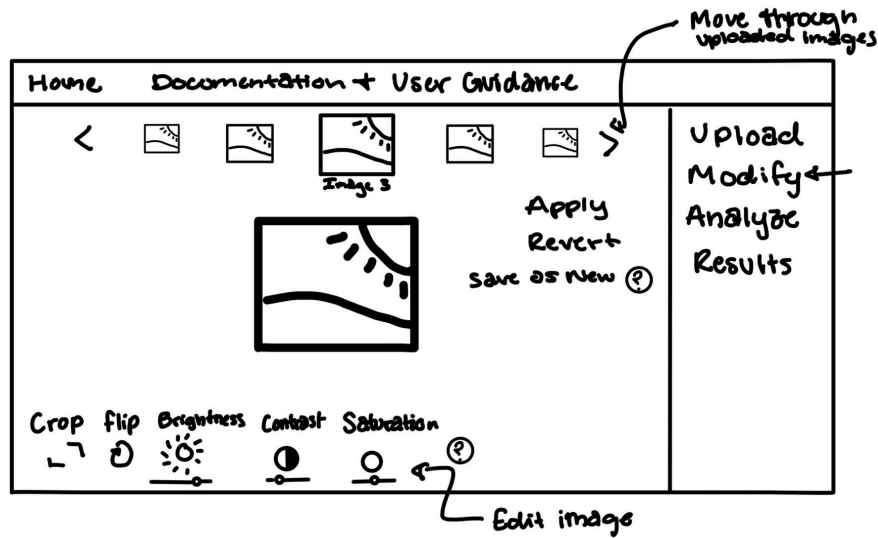 Move through
uploaded images
Home Documentation + User Guidance
< >
Image 3
Upload
Modify
Analyze
Results
Apply
Revert
Save as New ?
Crop flip Brightness Contrast Saturation
?
Edit image